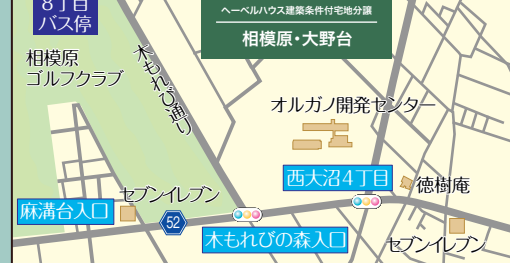 8丁目
バス停
ヘーベルハウス建築条件付宅地分譲
相模原・大野台
相模原
ゴルフクラブ
木もれび通り
オルガノ開発センター
西大沼4丁目
徳樹庵
セブンイレブン
麻溝台入口
52
木もれびの森入口
セブンイレブン